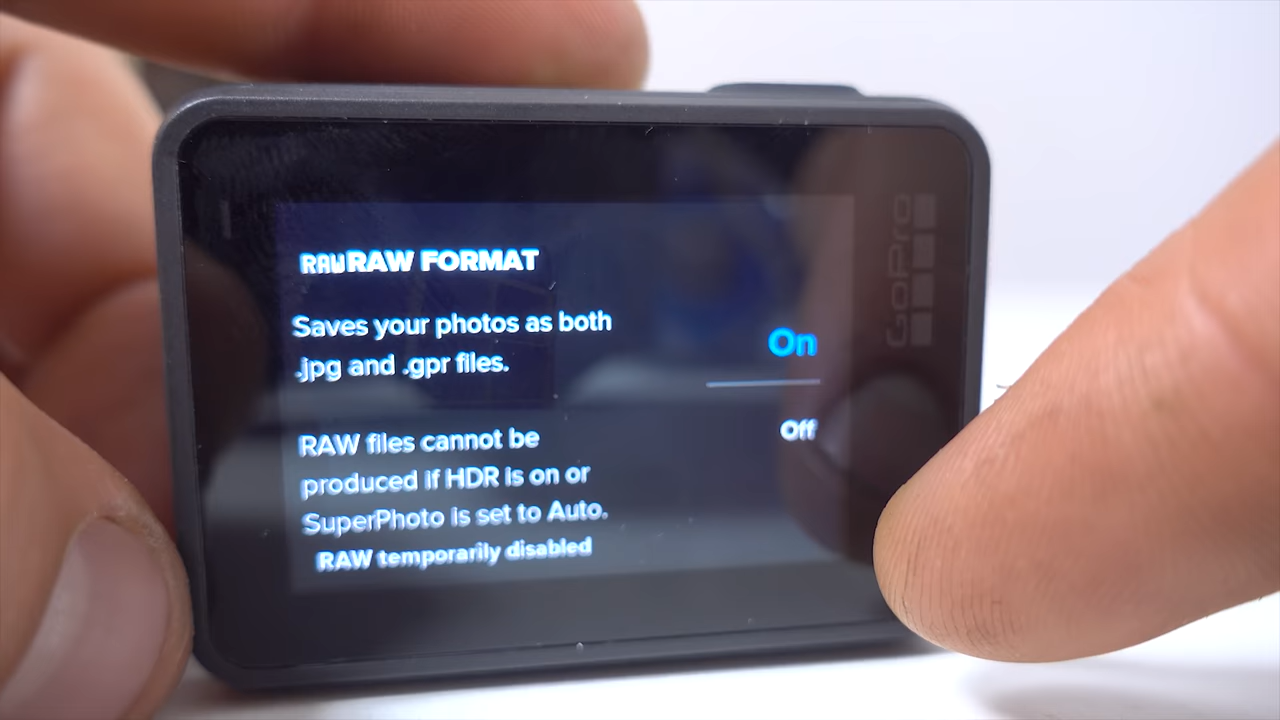 RAW RAW FORMAT
Saves your photos as both
.jpg and .gpr files.
On
Off
RAW files cannot be
produced if HDR is on or
SuperPhoto is set to Auto.
RAW temporarily disabled
GoPro